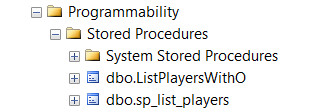 Programmability
Stored Procedures
System Stored Procedures
dbo.ListPlayersWithO
dbo.sp_list_players